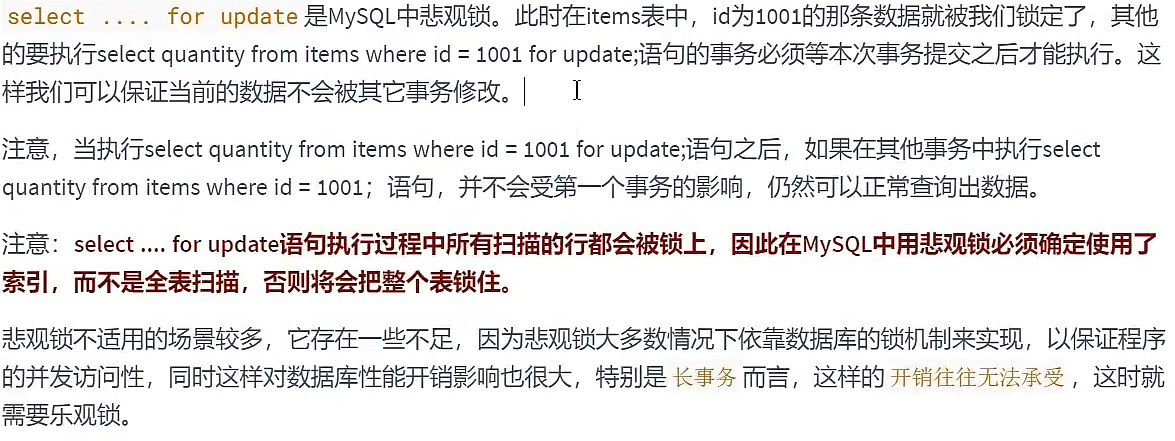 select .... for update 是MySQL中悲观锁。此时在items表中，id为1001的那条数据就被我们锁定了，其他
的要执行select quantity from items where id = 1001 for update;语句的事务必须等本次事务提交之后才能执行。这
样我们可以保证当前的数据不会被其它事务修改。
注意，当执行select quantity from items where id = 1001 for update;语句之后，如果在其他事务中执行select
quantity from items where id = 1001；语句，并不会受第一个事务的影响，仍然可以正常查询出数据。
注意：select .... for update语句执行过程中所有扫描的行都会被锁上，因此在MySQL中用悲观锁必须确定使用了
索引，而不是全表扫描，否则将会把整个表锁住。
悲观锁不适用的场景较多，它存在一些不足，因为悲观锁大多数情况下依靠数据库的锁机制来实现，以保证程序
的并发访问性，同时这样对数据库性能开销影响也很大，特别是 长事务 而言，这样的 开销往往无法承受 ，这时就
需要乐观锁。